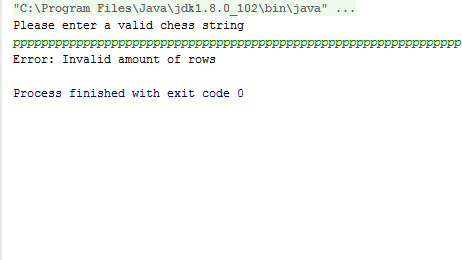 "C:\Program Files\Java\jdk1.8.0_102\bin\java" ...
Please enter a valid chess string
pppppppppppppppppppppppppppppppppppppppppppppppppppppppppppppppp
Error: Invalid amount of rows
Process finished with exit code 0